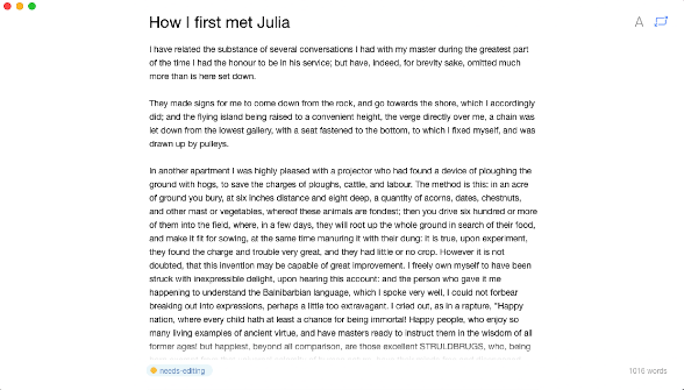 How I first met Julia
A
I have related the substance of several conversations I had with my master during the greatest part
of the time I had the honour to be in his service; but have, indeed, for brevity sake, omitted much
more than is here set down.
They made signs for me to come down from the rock, and go towards the shore, which I accordingly
did; and the flying island being raised to a convenient height, the verge directly over me, a chain was
let down from the lowest gallery, with a seat fastened to the bottom, to which I fixed myself, and was
drawn up by pulleys.
In another apartment I was highly pleased with a projector who had found a device of ploughing the
ground with hogs, to save the charges of ploughs, cattle, and labour. The method is this: in an acre
of ground you bury, at six inches distance and eight deep, a quantity of acorns, dates, chestnuts,
and other mast or vegetables, whereof these animals are fondest; then you drive six hundred or more
of them into the field, where, in a few days, they will root up the whole ground in search of their food,
and make it fit for sowing, at the same time manuring it with their dung: it is true, upon experiment,
they found the charge and trouble very great, and they had little or no crop. However it is not
doubted, that this invention may be capable of great improvement. I freely own myself to have been
struck with inexpressible delight, upon hearing this account: and the person who gave it me
happening to understand the Balnibarbian language, which I spoke very well, I could not forbear
breaking out into expressions, perhaps a little too extravagant. I cried out, as in a rapture, "Happy
nation, where every child hath at least a chance for being immortal! Happy people, who enjoy so
many living examples of ancient virtue, and have masters ready to instruct them in the wisdom of all
former ages! but happiest, beyond all comparison, are those excellent STRULDBRUGS, who, being
needs-editing
1016 words